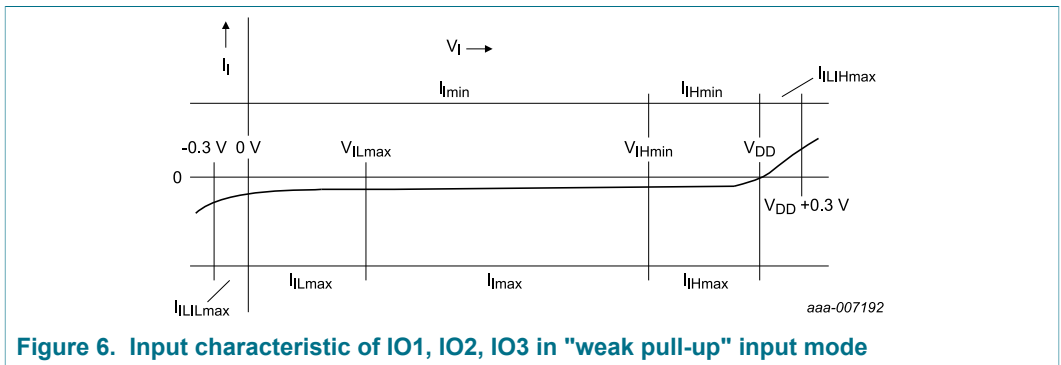 V_I →
I_I
I_ILIHmax
I_Imin
I_IHmin
-0.3 V
0 V
V_ILmax
V_IHmin
V_DD
0
V_DD +0.3 V
I_ILmax
I_Imax
I_IHmax
I_ILILmax
aaa-007192
Figure 6. Input characteristic of IO1, IO2, IO3 in "weak pull-up" input mode